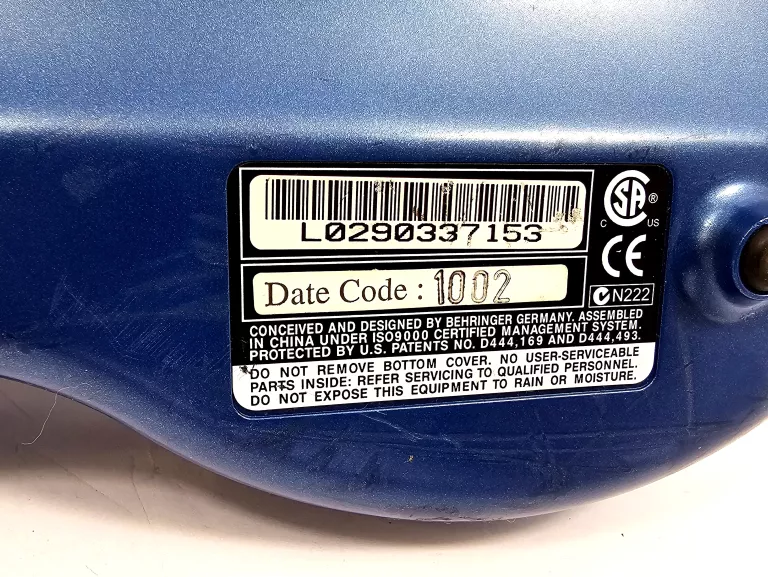 L0290337153
Date Code : 1002
CONCEIVED AND DESIGNED BY BEHRINGER GERMANY. ASSEMBLED
IN CHINA UNDER ISO9000 CERTIFIED MANAGEMENT SYSTEM.
PROTECTED BY U.S. PATENTS NO. D444,169 AND D444,493.
DO NOT REMOVE BOTTOM COVER. NO USER-SERVICEABLE
PARTS INSIDE: REFER SERVICING TO QUALIFIED PERSONNEL.
DO NOT EXPOSE THIS EQUIPMENT TO RAIN OR MOISTURE.
SA ®
C US
CE
N222